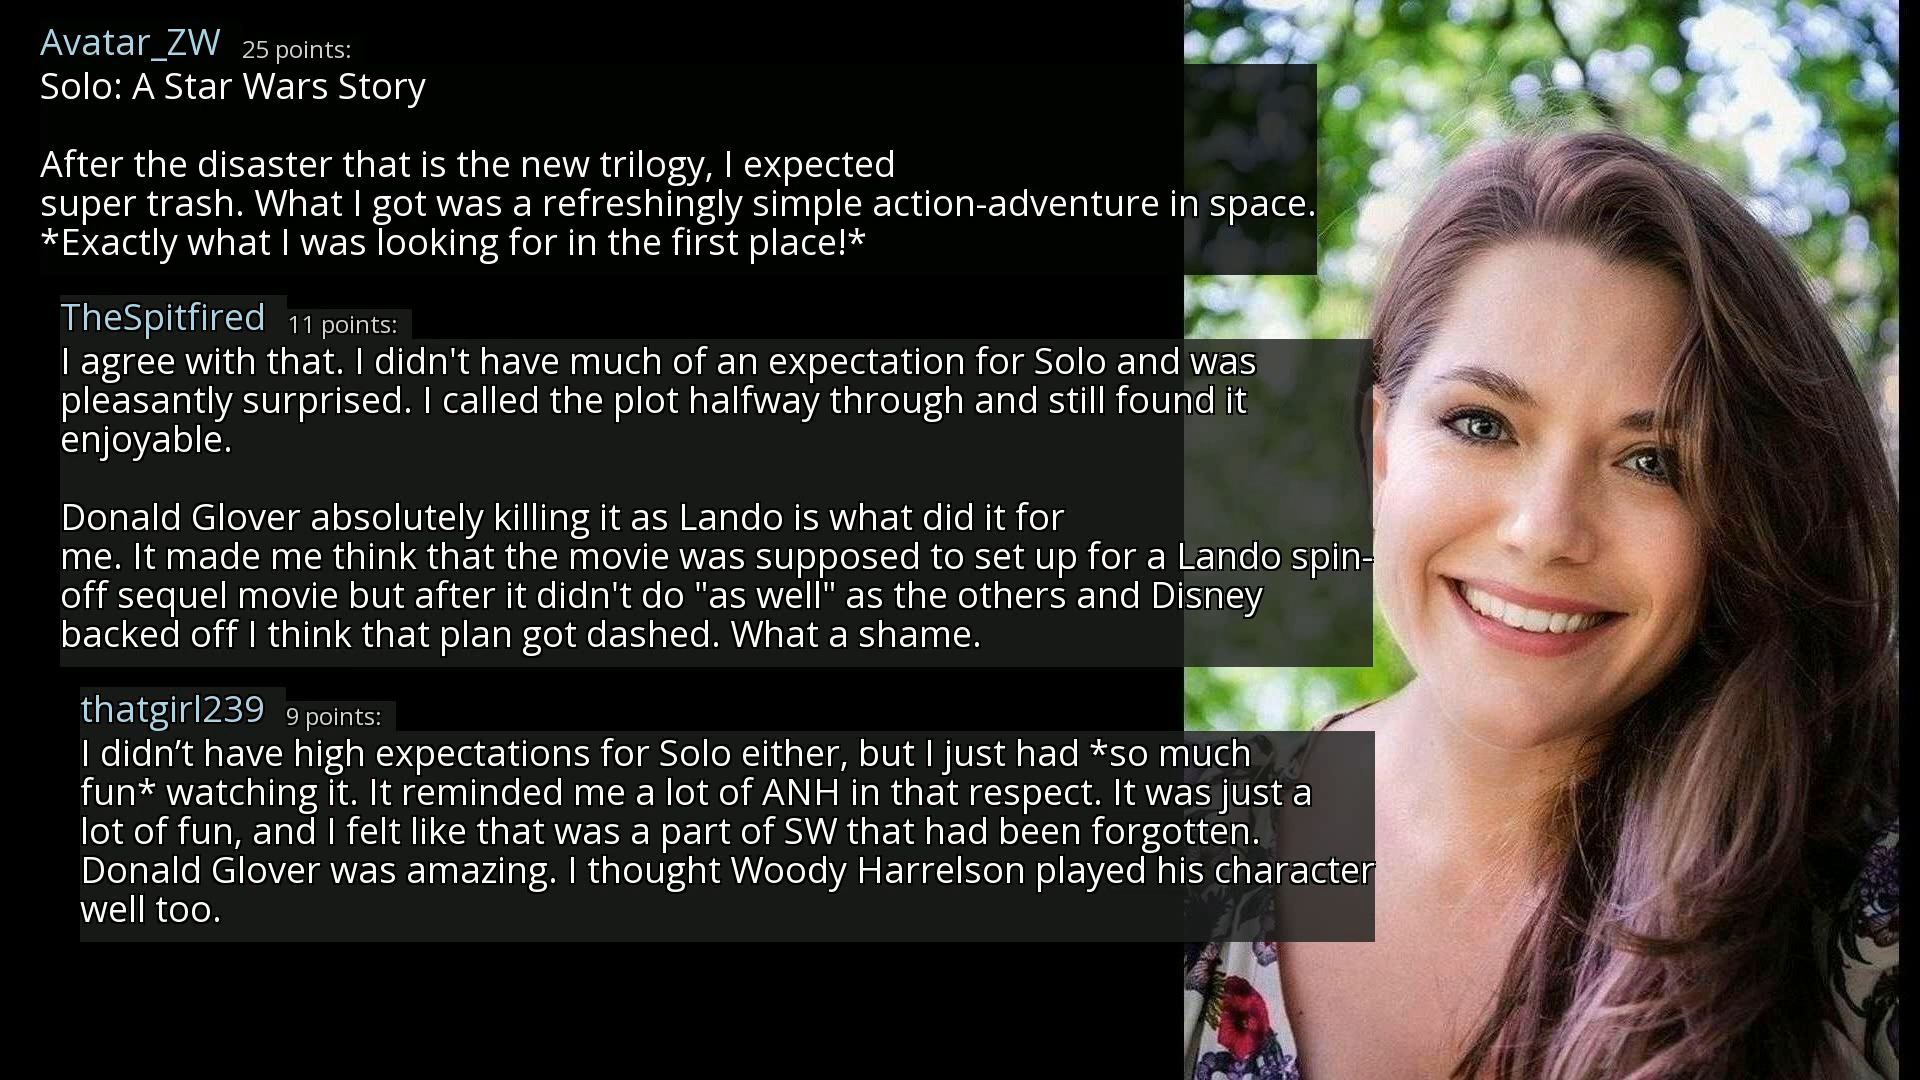 Avatar_ZW 25 points:
Solo: A Star Wars Story
After the disaster that is the new trilogy, I expected
super trash. What I got was a refreshingly simple action-adventure in space.
*Exactly what I was looking for in the first place!*
TheSpitfired 11 points:
I agree with that. I didn't have much of an expectation for Solo and was
pleasantly surprised. I called the plot halfway through and still found it
enjoyable.
Donald Glover absolutely killing it as Lando is what did it for
me. It made me think that the movie was supposed to set up for a Lando spin-
off sequel movie but after it didn't do "as well" as the others and Disney
backed off I think that plan got dashed. What a shame.
thatgirl239 9 points:
I didn’t have high expectations for Solo either, but I just had *so much
fun* watching it. It reminded me a lot of ANH in that respect. It was just a
lot of fun, and I felt like that was a part of SW that had been forgotten.
Donald Glover was amazing. I thought Woody Harrelson played his character
well too.